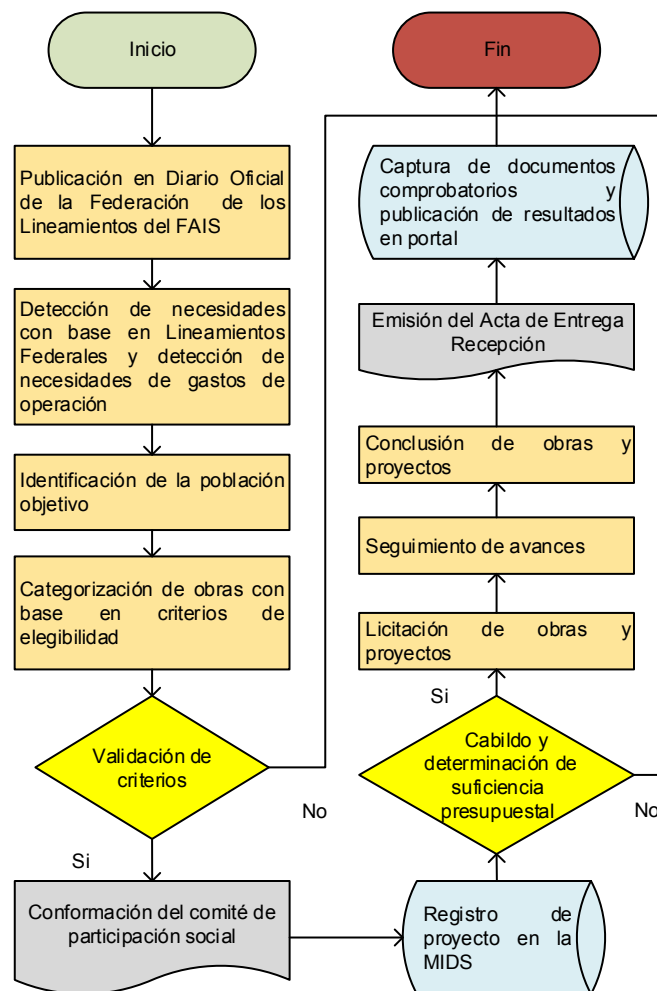 Inicio
Publicación en Diario Oficial
de la Federación de los
Lineamientos del FAIS
Detección de necesidades
con base en Lineamientos
Federales y detección de
necesidades de gastos de
operación
Identificación de la población
objetivo
Categorización de obras con
base en criterios de
elegibilidad
Validación de
criterios
No
Si
Conformación del comité de
participación social
Registro de
proyecto en la
MIDS
Cabildo y
determinación de
suficiencia
presupuestal
No
Si
Licitación de obras y
proyectos
Seguimiento de avances
Conclusión de obras y
proyectos
Emisión del Acta de Entrega
Recepción
Captura de documentos
comprobatorios y
publicación de resultados
en portal
Fin